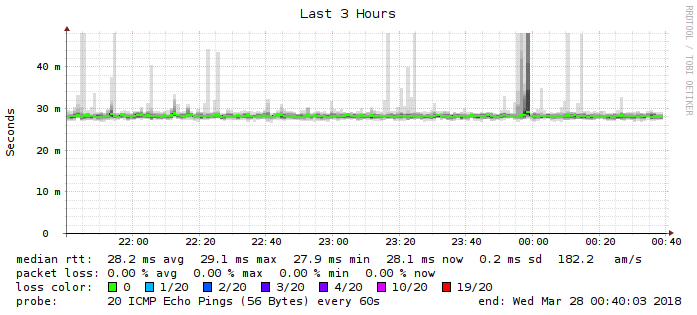 Last 3 Hours
RRDTOOL / TOBI OETIKER
Seconds
40 m
30 m
20 m
10 m
0
22:00 22:20 22:40 23:00 23:20 23:40 00:00 00:20 00:40
median rtt: 28.2 ms avg 29.1 ms max 27.9 ms min 28.1 ms now 0.2 ms sd 182.2 am/s
packet loss: 0.00 % avg 0.00 % max 0.00 % min 0.00 % now
loss color: 0 1/20 2/20 3/20 4/20 10/20 19/20
probe: 20 ICMP Echo Pings (56 Bytes) every 60s end: Wed Mar 28 00:40:03 2018